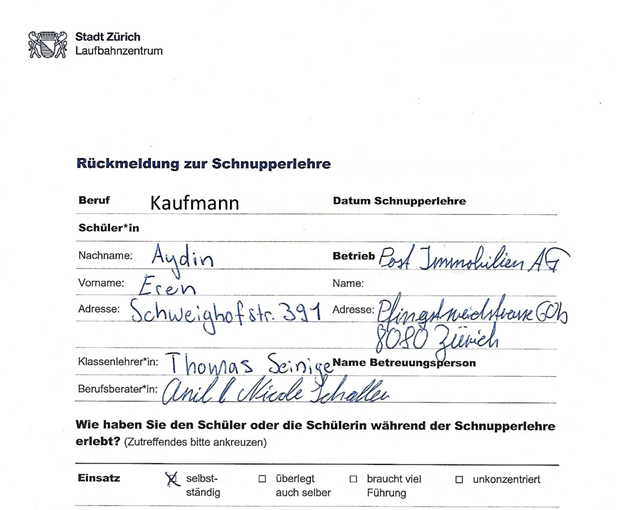 Stadt Zürich
Laufbahnzentrum
Rückmeldung zur Schnupperlehre
Beruf Kaufmann Datum Schnupperlehre
Schüler*in
Nachname: Aydin Betrieb Post Immobilien AG
Vorname: Eren Name:
Adresse: Schweighofstr. 391 Adresse: Pfingstweidstrasse 60b
8080 Zürich
Klassenlehrer*in: Thomas Seinige Name Betreuungsperson
Berufsberater*in: Anil & Nicole Schaller
Wie haben Sie den Schüler oder die Schülerin während der Schnupperlehre
erlebt? (Zutreffendes bitte ankreuzen)
Einsatz ☒ selbst- ☐ überlegt ☐ braucht viel ☐ unkonzentriert
ständig auch selber Führung